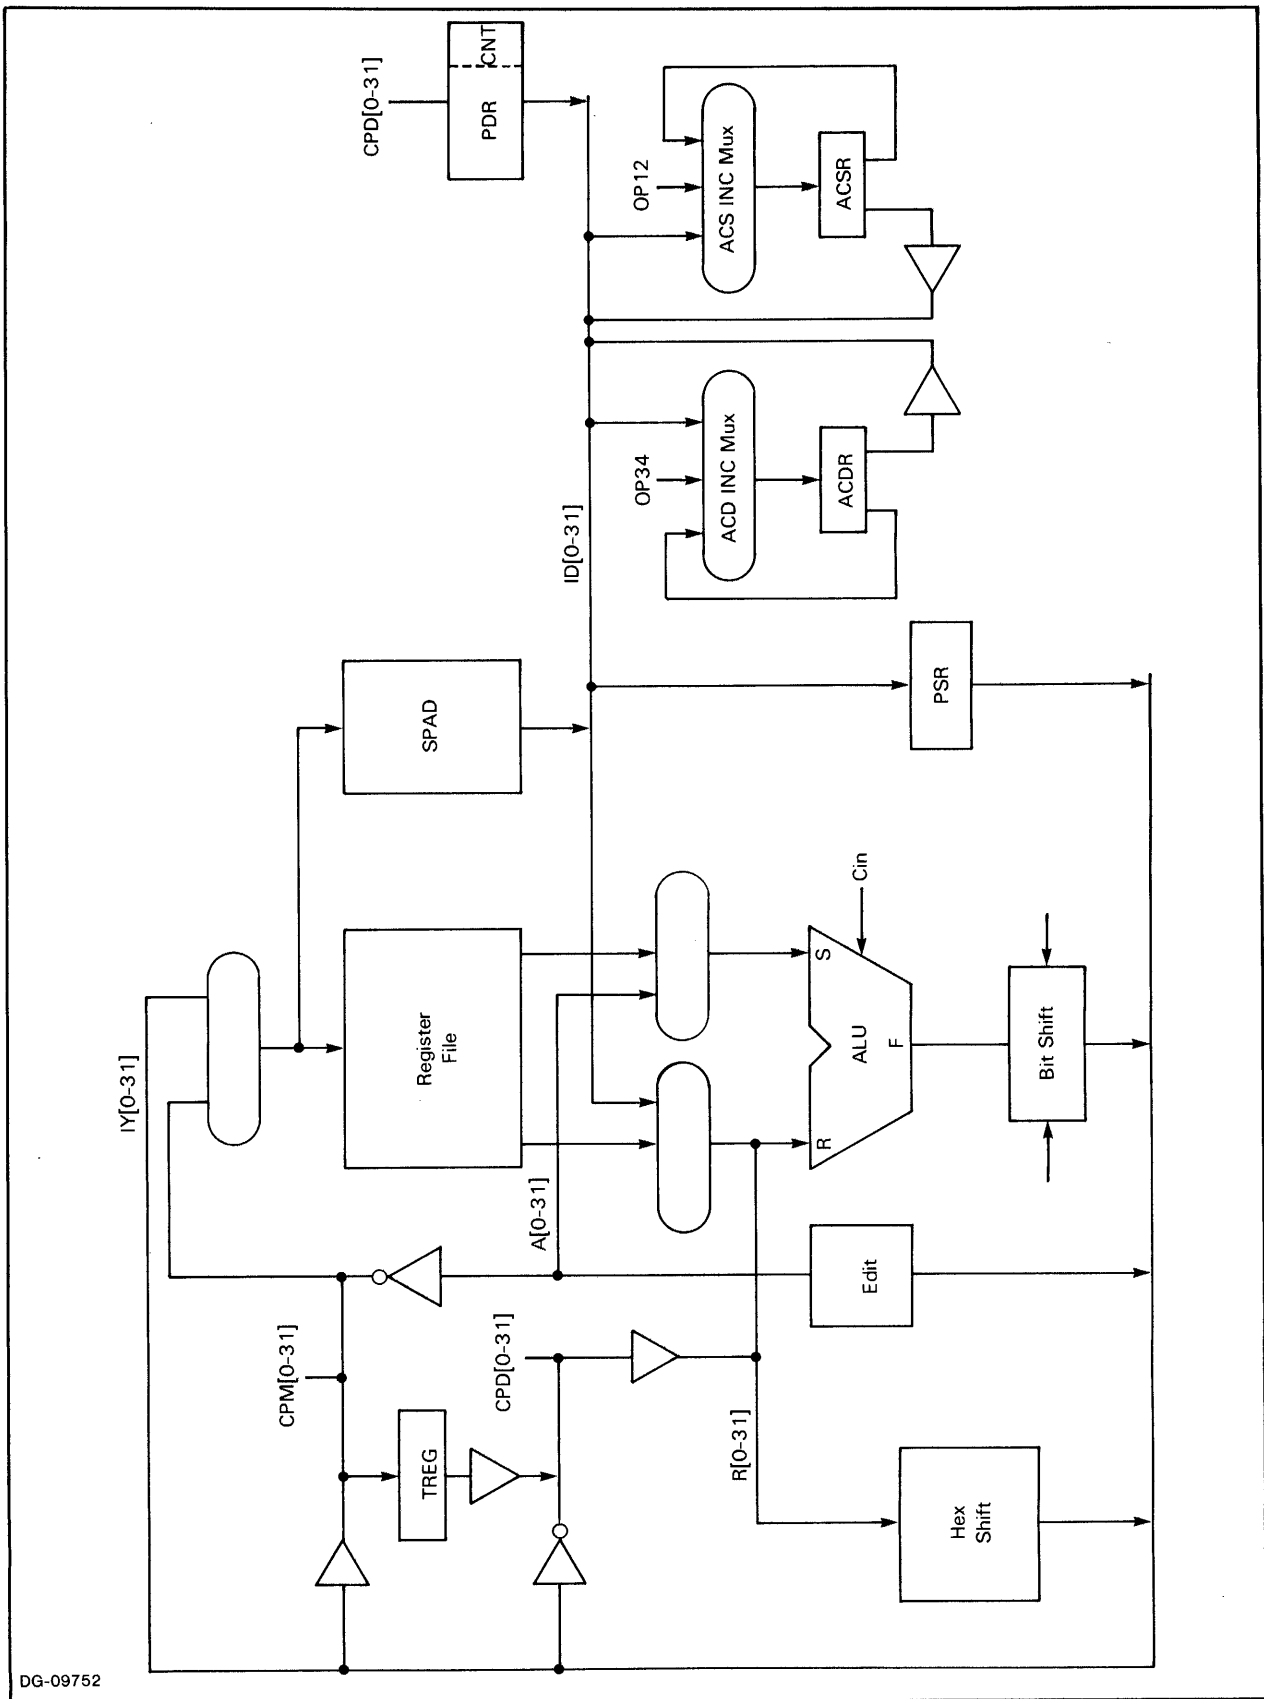 IY[0-31]
CPM[0-31]
TREG
CPD[0-31]
A[0-31]
R[0-31]
Register
File
SPAD
ID[0-31]
CPD[0-31]
PDR
CNT
OP34
ACD INC Mux
ACDR
OP12
ACS INC Mux
ACSR
Hex
Shift
Edit
R
S
ALU
F
Cin
Bit Shift
PSR
DG-09752